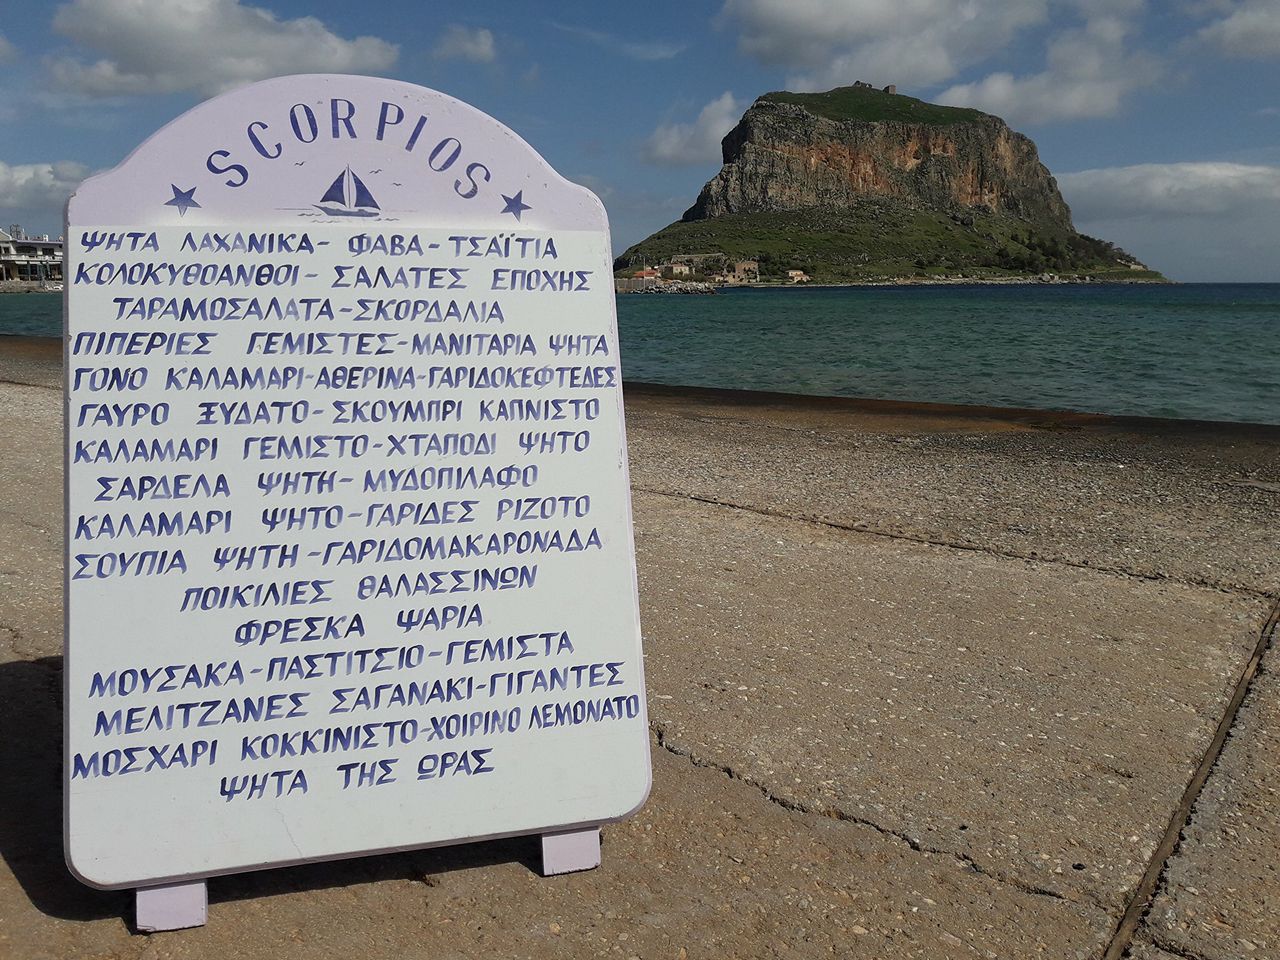 SCORPIOS
ΨΗΤΑ ΛΑΧΑΝΙΚΑ- ΦΑΒΑ- ΤΣΑΪΤΙΑ
ΚΟΛΟΚΥΘΟΑΝΘΟΙ- ΣΑΛΑΤΕΣ ΕΠΟΧΗΣ
ΤΑΡΑΜΟΣΑΛΑΤΑ-ΣΚΟΡΔΑΛΙΑ
ΠΙΠΕΡΙΕΣ ΓΕΜΙΣΤΕΣ-ΜΑΝΙΤΑΡΙΑ ΨΗΤΑ
ΓΟΝΟ ΚΑΛΑΜΑΡΙ-ΑΘΕΡΙΝΑ-ΓΑΡΙΔΟΚΕΦΤΕΔΕΣ
ΓΑΥΡΟ ΞΥΔΑΤΟ-ΣΚΟΥΜΠΡΙ ΚΑΠΝΙΣΤΟ
ΚΑΛΑΜΑΡΙ ΓΕΜΙΣΤΟ-ΧΤΑΠΟΔΙ ΨΗΤΟ
ΣΑΡΔΕΛΑ ΨΗΤΗ-ΜΥΔΟΠΙΛΑΦΟ
ΚΑΛΑΜΑΡΙ ΨΗΤΟ-ΓΑΡΙΔΕΣ ΡΙΖΟΤΟ
ΣΟΥΠΙΑ ΨΗΤΗ-ΓΑΡΙΔΟΜΑΚΑΡΟΝΑΔΑ
ΠΟΙΚΙΛΙΕΣ ΘΑΛΑΣΣΙΝΩΝ
ΦΡΕΣΚΑ ΨΑΡΙΑ
ΜΟΥΣΑΚΑ-ΠΑΣΤΙΤΣΙΟ-ΓΕΜΙΣΤΑ
ΜΕΛΙΤΖΑΝΕΣ ΣΑΓΑΝΑΚΙ-ΓΙΓΑΝΤΕΣ
ΜΟΣΧΑΡΙ ΚΟΚΚΙΝΙΣΤΟ-ΧΟΙΡΙΝΟ ΛΕΜΟΝΑΤΟ
ΨΗΤΑ ΤΗΣ ΩΡΑΣ